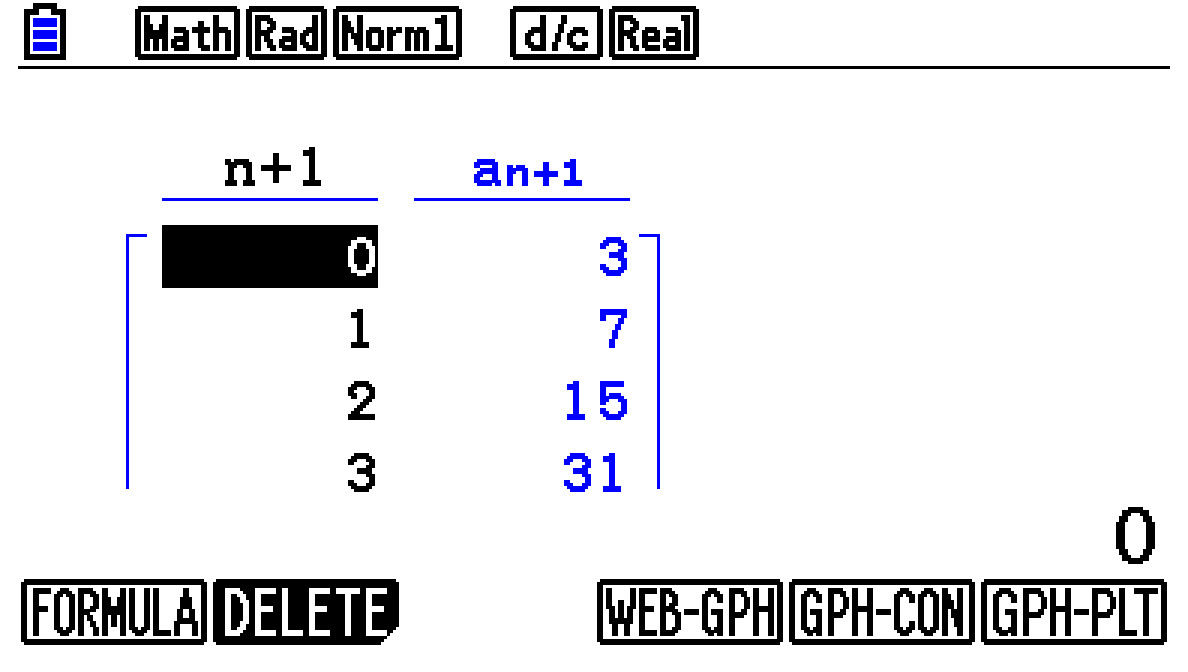 Math Rad Norm1 d/c Real
n+1 an+1
0 3
1 7
2 15
3 31
0
FORMULA DELETE WEB-GPH GPH-CON GPH-PLT